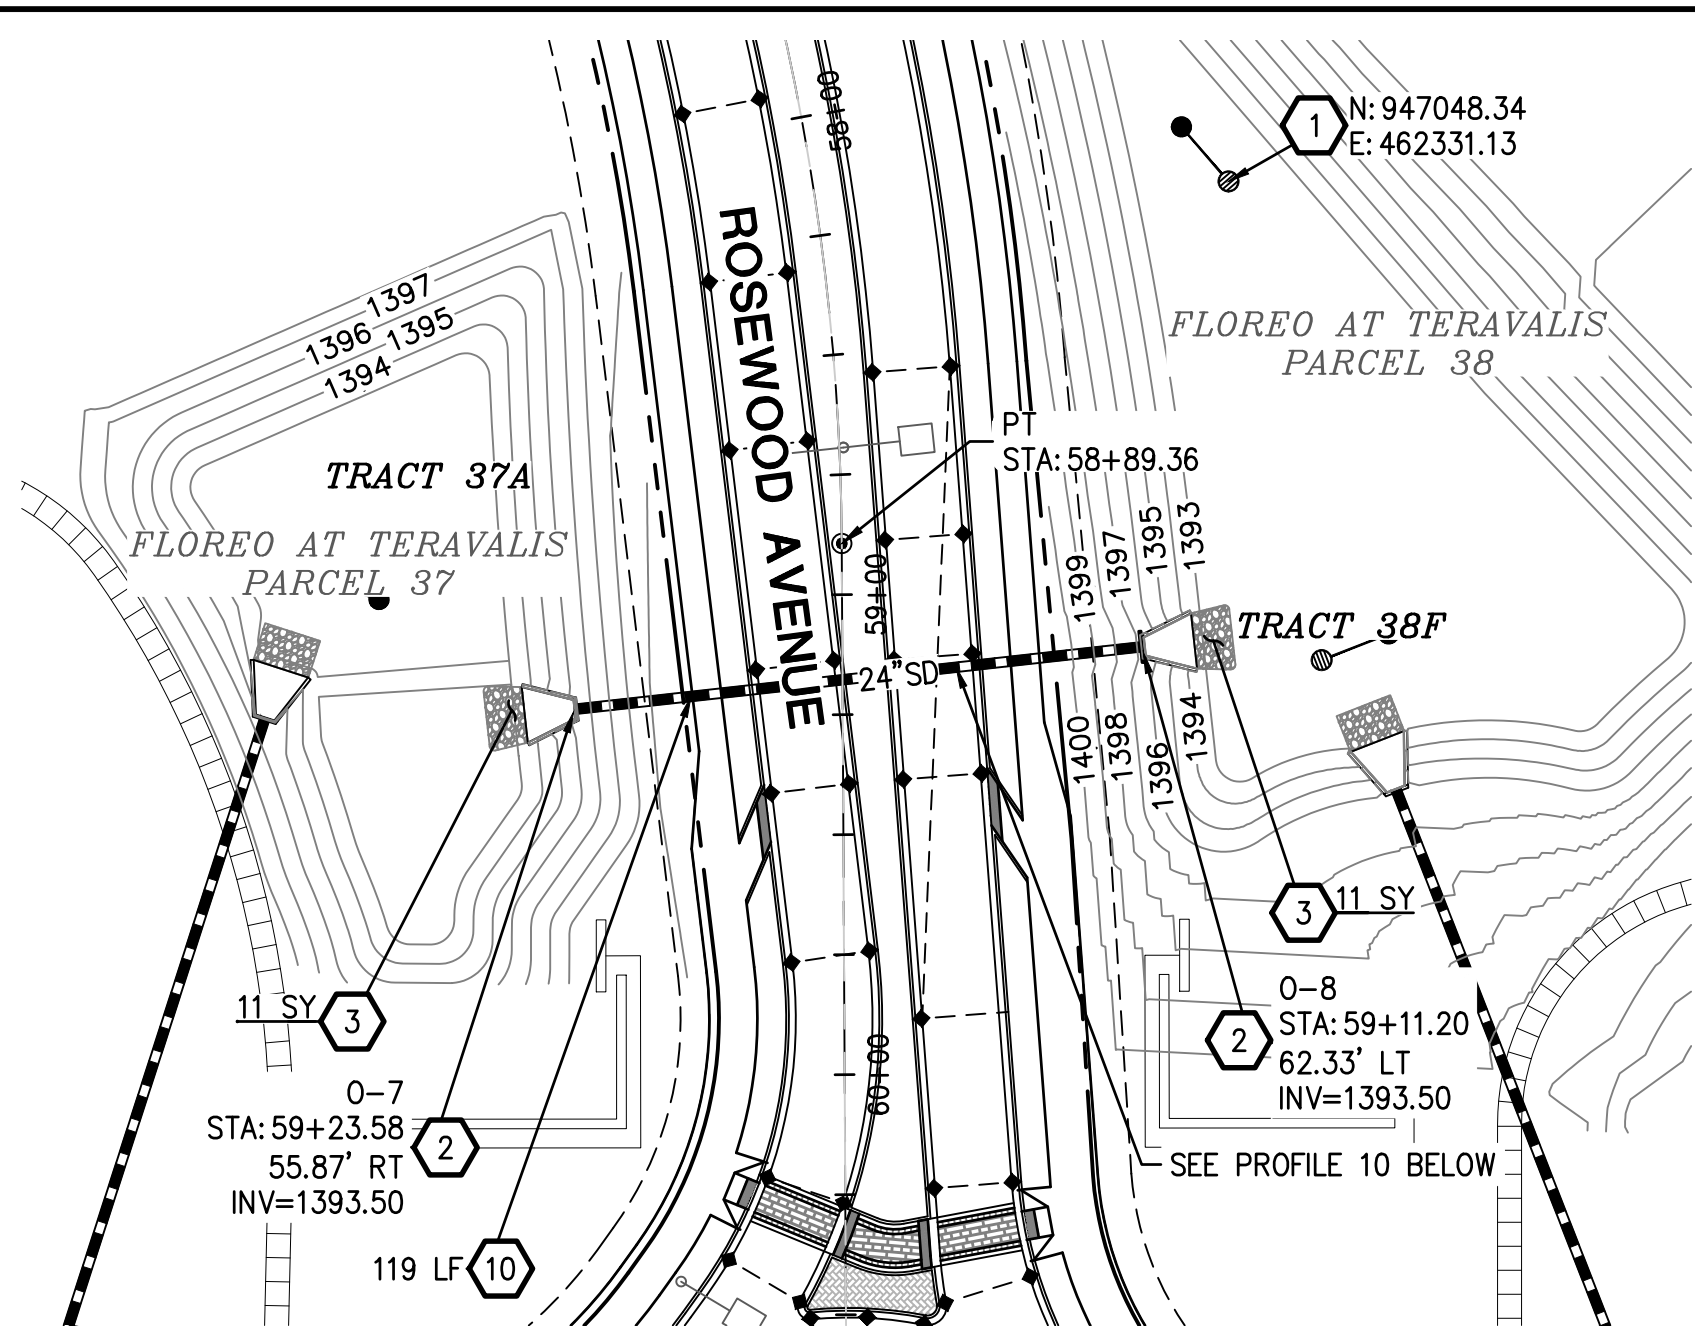 58+00
1
N: 947048.34
E: 462331.13
ROSEWOOD AVENUE
1397
1396
1395
1394
FLOREO AT TERAVALIS
PARCEL 38
PT
STA: 58+89.36
TRACT 37A
FLOREO AT TERAVALIS
PARCEL 37
59+00
1399
1397
1395
1393
TRACT 38F
24"SD
1400
1398
1396
1394
3
11 SY
11 SY
3
O-8
STA: 59+11.20
62.33' LT
INV=1393.50
2
60+00
O-7
STA: 59+23.58
55.87' RT
INV=1393.50
2
SEE PROFILE 10 BELOW
119 LF
10